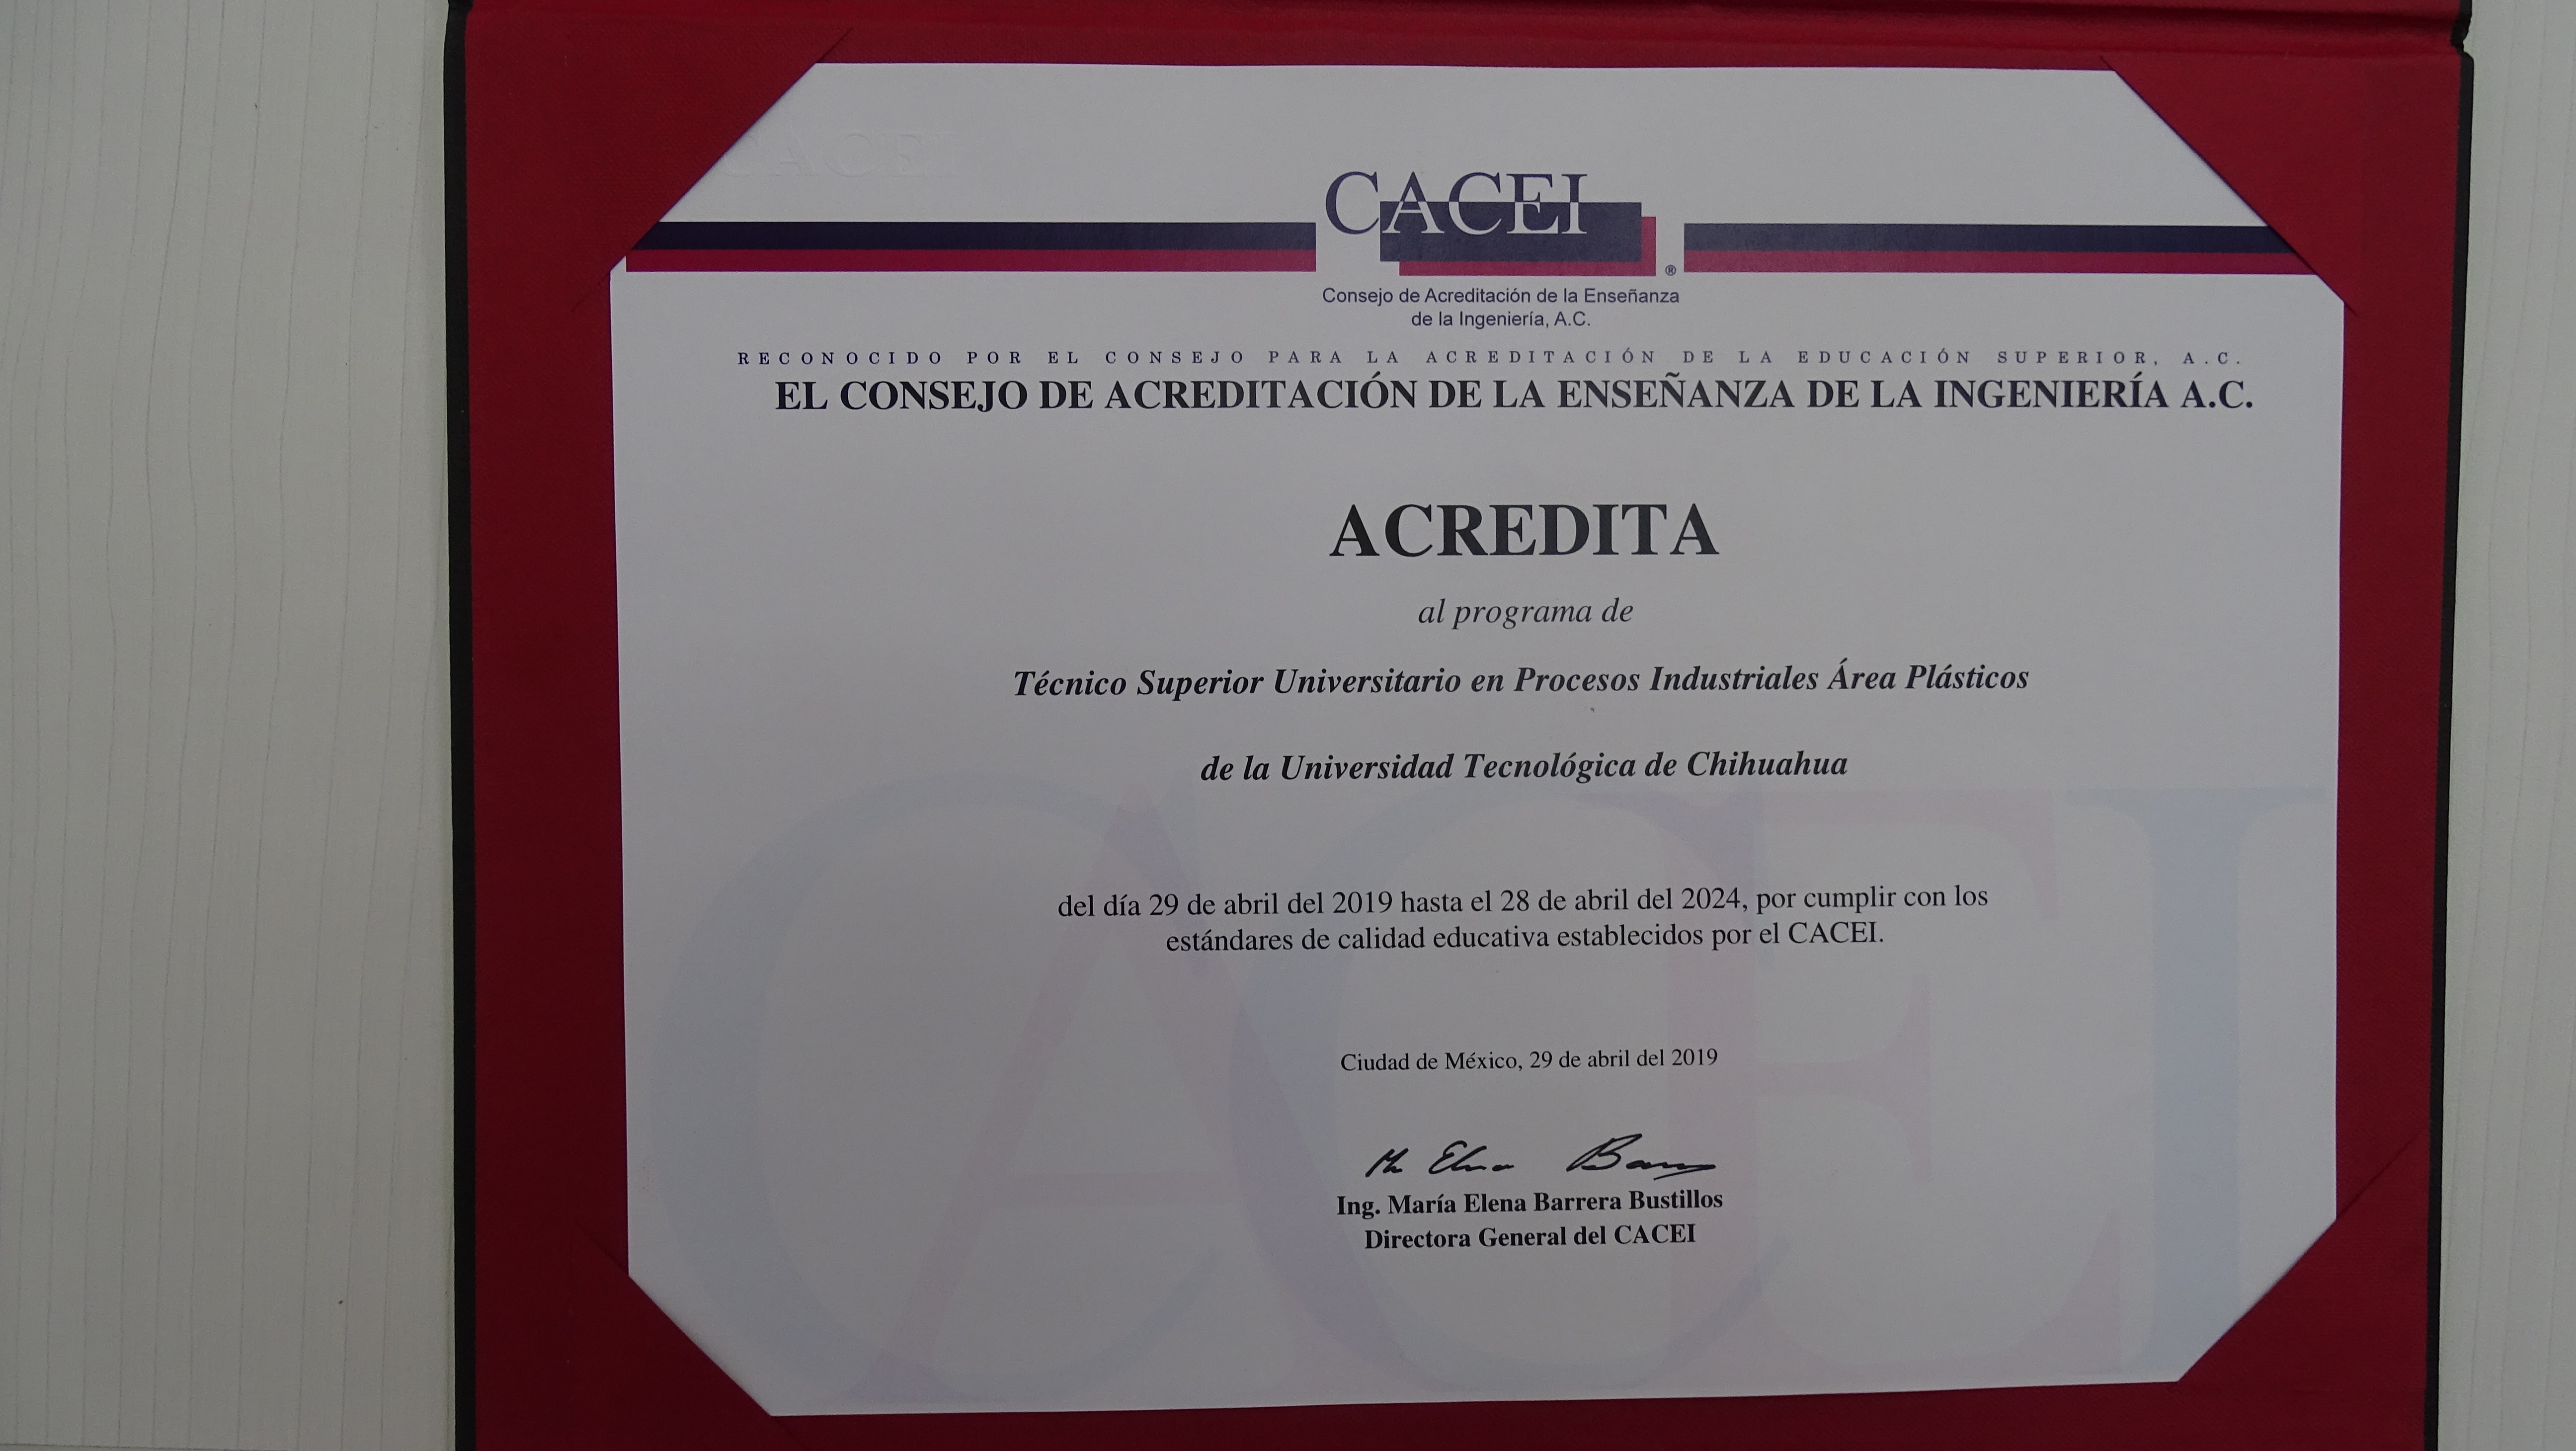 CACEI
CACEI
®
Consejo de Acreditación de la Enseñanza
de la Ingeniería, A.C.
RECONOCIDO POR EL CONSEJO PARA LA ACREDITACIÓN DE LA EDUCACIÓN SUPERIOR, A.C.
EL CONSEJO DE ACREDITACIÓN DE LA ENSEÑANZA DE LA INGENIERÍA A.C.
ACREDITA
al programa de
Técnico Superior Universitario en Procesos Industriales Área Plásticos
de la Universidad Tecnológica de Chihuahua
del día 29 de abril del 2019 hasta el 28 de abril del 2024, por cumplir con los
estándares de calidad educativa establecidos por el CACEI.
Ciudad de México, 29 de abril del 2019
Ing. María Elena Barrera Bustillos
Directora General del CACEI
CACEI